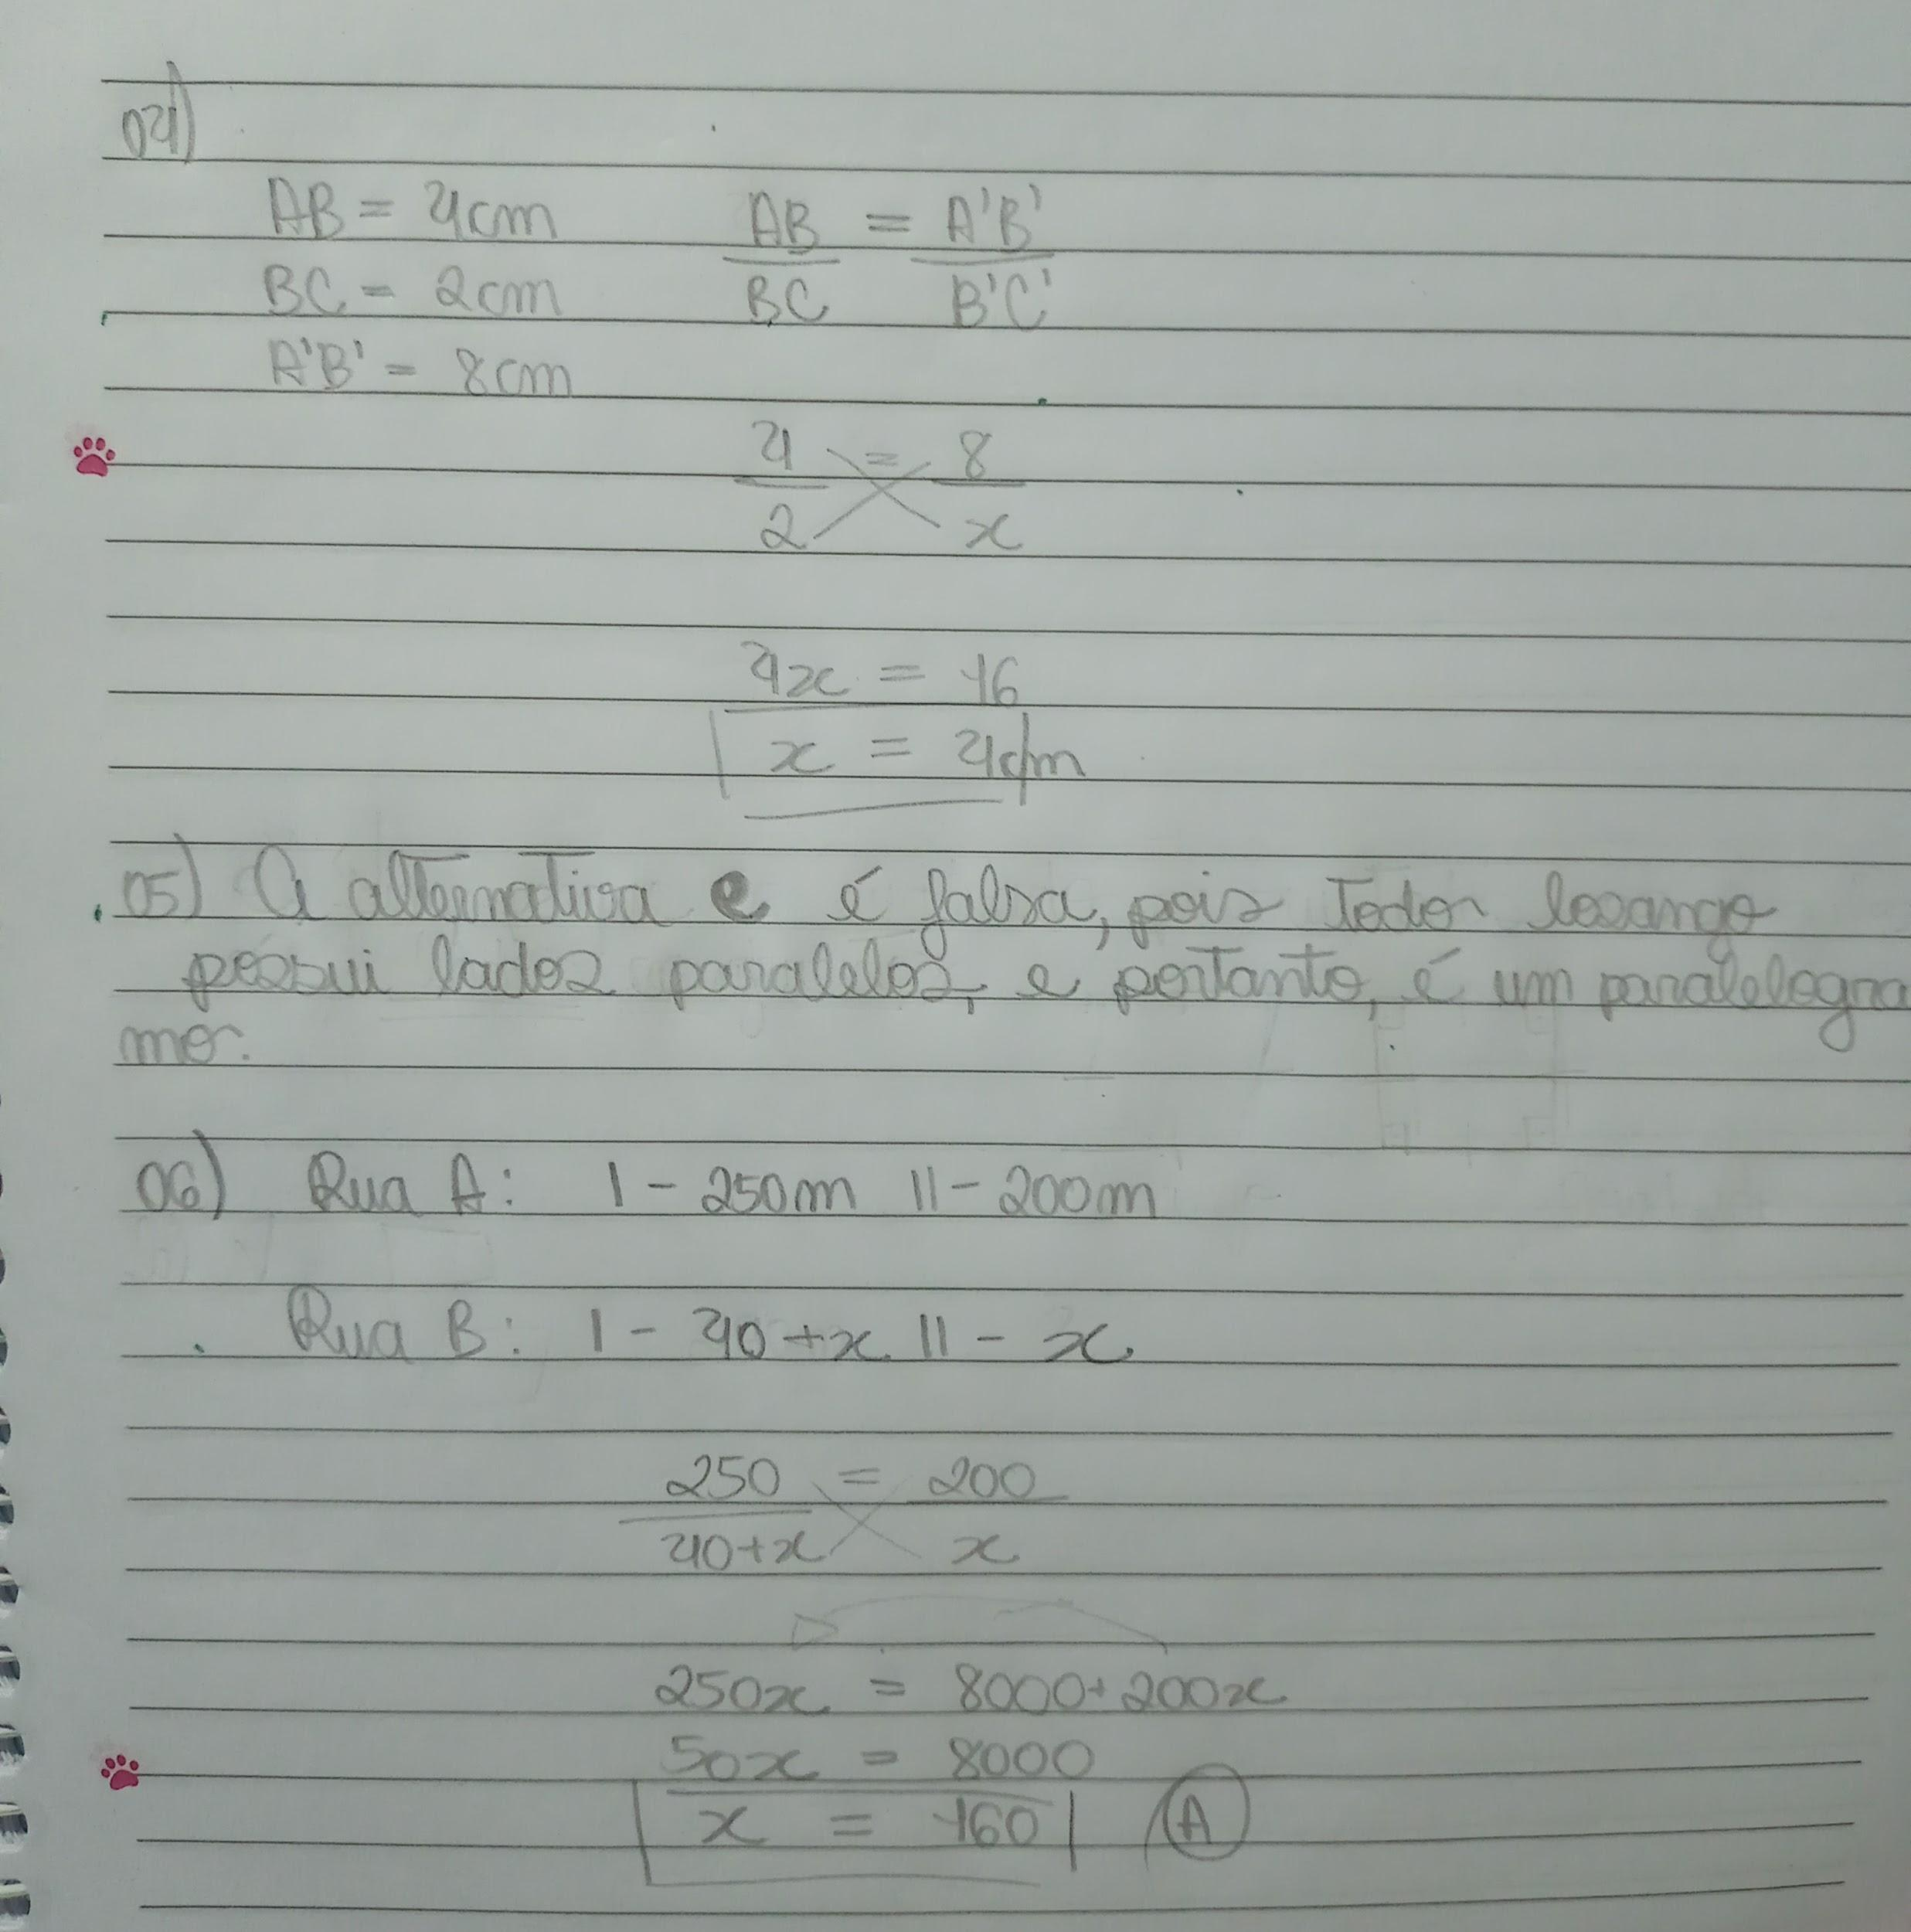 04)
AB = 4cm AB/BC = A'B'/B'C'
BC = 2cm
A'B' = 8cm
4/2 = 8/x
4x = 16
x = 4cm
05) A alternativa e é falsa, pois todos losango
possui lados paralelos, e portanto, é um paralelogra
mo.
06) Rua A: I - 250m II - 200m
Rua B: I - 40 + x II - x
250/40+x = 200/x
250x = 8000 + 200x
50x = 8000
x = 160 A